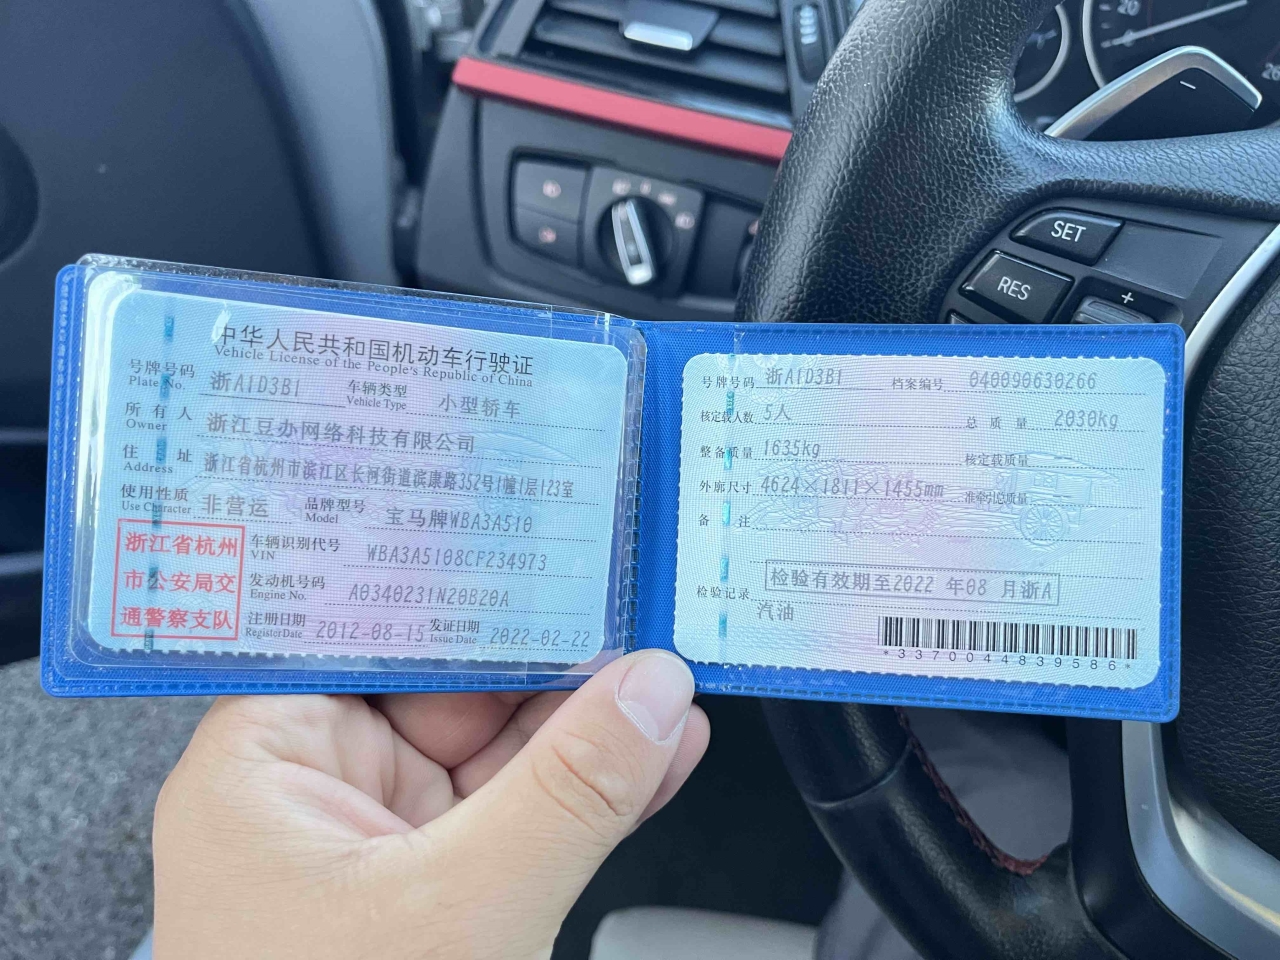 中华人民共和国机动车行驶证
Vehicle License of the People's Republic of China
号牌号码 浙A1D3B1 车辆类型 小型轿车
Plate No. Vehicle Type
所有人 浙江豆办网络科技有限公司
Owner
住址 浙江省杭州市滨江区长河街道滨康路352号1幢1层123室
Address
使用性质 非营运 品牌型号 宝马牌WBA3A510
Use Character Model
浙江省杭州
市公安局交
通警察支队
车辆识别代号 WBA3A5108CF234973
VIN
发动机号码 A0340231N20B20A
Engine No.
注册日期 2012-08-15 发证日期 2022-02-22
Register Date Issue Date
号牌号码 浙A1D3B1 档案编号 040090630266
核定载人数 5人 总质量 2030kg
整备质量 1635kg 核定载质量
外廓尺寸 4624×1811×1455mm 准牵引总质量
备注
检验有效期至2022 年08 月浙A
检验记录
汽油
*3370044839586*
SET
RES
+
20